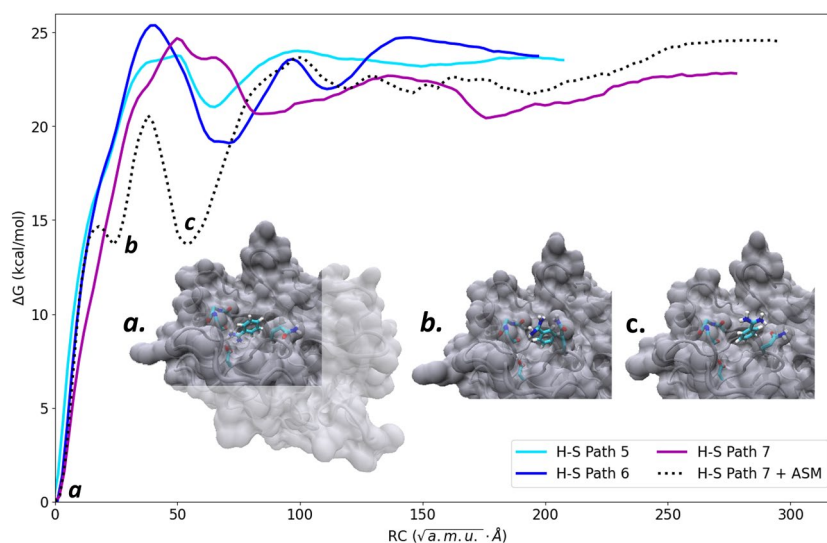 25
20
15
10
5
0
ΔG (kcal/mol)
b
c
a
a.
b.
c.
H-S Path 5
H-S Path 6
H-S Path 7
H-S Path 7 + ASM
0 50 100 150 200 250 300
RC (√a.m.u. · Å)